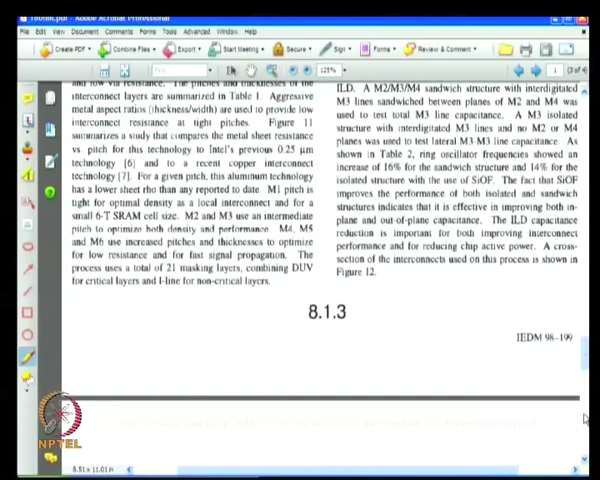 Adobe Acrobat Professional
File Edit View Document Comment Forms Tools Advanced Window Help
Create PDF Combine Files Export Start Meeting Secure Sign Forms Review & Comment
125%
1 (3 of 4)
and low via resistance. The pitches and thicknesses of the
interconnect layers are summarized in Table 1. Aggressive
metal aspect ratios (thickness/width) are used to provide low
interconnect resistance at tight pitches. Figure 11
summarizes a study that compares the metal sheet resistance
vs. pitch for this technology to Intel's previous 0.25 µm
technology [6] and to a recent copper interconnect
technology [7]. For a given pitch, this aluminum technology
has a lower sheet rho than any reported to date. M1 pitch is
tight for optimal density as a local interconnect and for a
small 6-T SRAM cell size. M2 and M3 use an intermediate
pitch to optimize both density and performance. M4, M5
and M6 use increased pitches and thicknesses to optimize
for low resistance and for fast signal propagation. The
process uses a total of 21 masking layers, combining DUV
for critical layers and I-line for non-critical layers.
ILD. A M2/M3/M4 sandwich structure with interdigitated
M3 lines sandwiched between planes of M2 and M4 was
used to test total M3 line capacitance. A M3 isolated
structure with interdigitated M3 lines and no M2 or M4
planes was used to test lateral M3-M3 line capacitance. As
shown in Table 2, ring oscillator frequencies showed an
increase of 16% for the sandwich structure and 14% for the
isolated structure with the use of SiOF. The fact that SiOF
improves the performance of both isolated and sandwich
structures indicates that it is effective in improving both in-
plane and out-of-plane capacitance. The ILD capacitance
reduction is important for both improving interconnect
performance and for reducing chip active power. A cross-
section of the interconnects used on this process is shown in
Figure 12.
8.1.3
IEDM 98-199
NPTEL
8.51 x 11.01 in